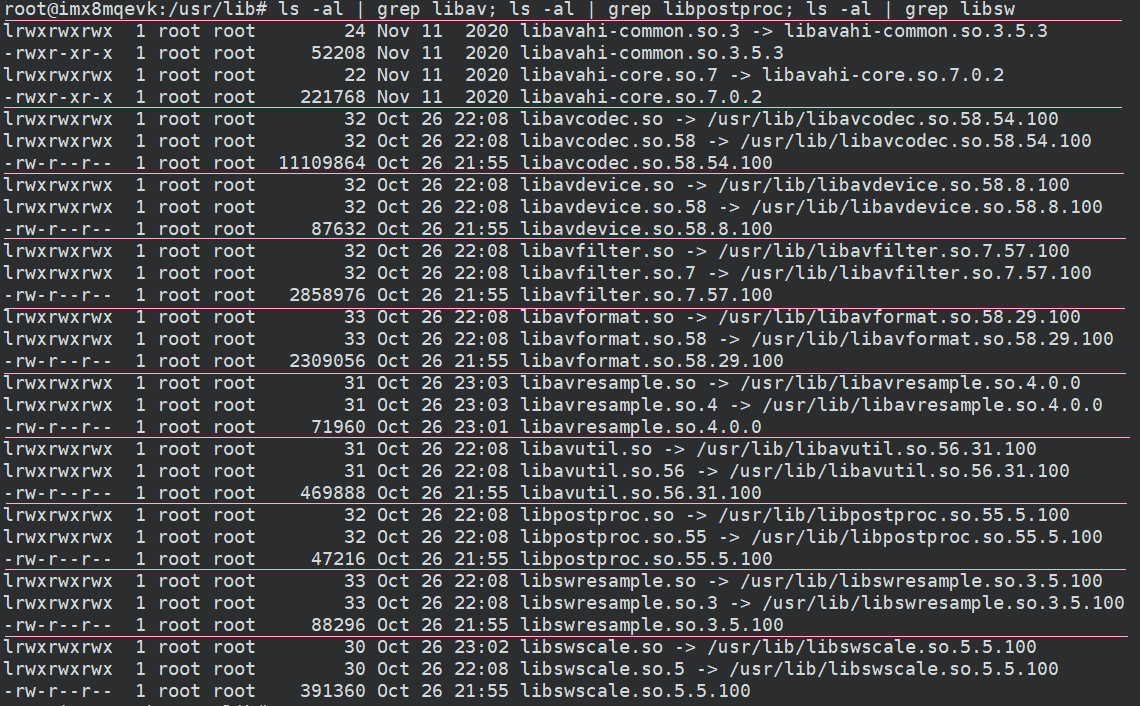 root@imx8mqevk:/usr/lib# ls -al | grep libav; ls -al | grep libpostproc; ls -al | grep libsw
lrwxrwxrwx  1 root root       24 Nov 11  2020 libavahi-common.so.3 -> libavahi-common.so.3.5.3
-rwxr-xr-x  1 root root    52208 Nov 11  2020 libavahi-common.so.3.5.3
lrwxrwxrwx  1 root root       22 Nov 11  2020 libavahi-core.so.7 -> libavahi-core.so.7.0.2
-rwxr-xr-x  1 root root   221768 Nov 11  2020 libavahi-core.so.7.0.2
lrwxrwxrwx  1 root root       32 Oct 26 22:08 libavcodec.so -> /usr/lib/libavcodec.so.58.54.100
lrwxrwxrwx  1 root root       32 Oct 26 22:08 libavcodec.so.58 -> /usr/lib/libavcodec.so.58.54.100
-rw-r--r--  1 root root 11109864 Oct 26 21:55 libavcodec.so.58.54.100
lrwxrwxrwx  1 root root       32 Oct 26 22:08 libavdevice.so -> /usr/lib/libavdevice.so.58.8.100
lrwxrwxrwx  1 root root       32 Oct 26 22:08 libavdevice.so.58 -> /usr/lib/libavdevice.so.58.8.100
-rw-r--r--  1 root root    87632 Oct 26 21:55 libavdevice.so.58.8.100
lrwxrwxrwx  1 root root       32 Oct 26 22:08 libavfilter.so -> /usr/lib/libavfilter.so.7.57.100
lrwxrwxrwx  1 root root       32 Oct 26 22:08 libavfilter.so.7 -> /usr/lib/libavfilter.so.7.57.100
-rw-r--r--  1 root root  2858976 Oct 26 21:55 libavfilter.so.7.57.100
lrwxrwxrwx  1 root root       33 Oct 26 22:08 libavformat.so -> /usr/lib/libavformat.so.58.29.100
lrwxrwxrwx  1 root root       33 Oct 26 22:08 libavformat.so.58 -> /usr/lib/libavformat.so.58.29.100
-rw-r--r--  1 root root  2309056 Oct 26 21:55 libavformat.so.58.29.100
lrwxrwxrwx  1 root root       31 Oct 26 23:03 libavresample.so -> /usr/lib/libavresample.so.4.0.0
lrwxrwxrwx  1 root root       31 Oct 26 23:03 libavresample.so.4 -> /usr/lib/libavresample.so.4.0.0
-rw-r--r--  1 root root    71960 Oct 26 23:01 libavresample.so.4.0.0
lrwxrwxrwx  1 root root       31 Oct 26 22:08 libavutil.so -> /usr/lib/libavutil.so.56.31.100
lrwxrwxrwx  1 root root       31 Oct 26 22:08 libavutil.so.56 -> /usr/lib/libavutil.so.56.31.100
-rw-r--r--  1 root root   469888 Oct 26 21:55 libavutil.so.56.31.100
lrwxrwxrwx  1 root root       32 Oct 26 22:08 libpostproc.so -> /usr/lib/libpostproc.so.55.5.100
lrwxrwxrwx  1 root root       32 Oct 26 22:08 libpostproc.so.55 -> /usr/lib/libpostproc.so.55.5.100
-rw-r--r--  1 root root    47216 Oct 26 21:55 libpostproc.so.55.5.100
lrwxrwxrwx  1 root root       33 Oct 26 22:08 libswresample.so -> /usr/lib/libswresample.so.3.5.100
lrwxrwxrwx  1 root root       33 Oct 26 22:08 libswresample.so.3 -> /usr/lib/libswresample.so.3.5.100
-rw-r--r--  1 root root    88296 Oct 26 21:55 libswresample.so.3.5.100
lrwxrwxrwx  1 root root       30 Oct 26 23:02 libswscale.so -> /usr/lib/libswscale.so.5.5.100
lrwxrwxrwx  1 root root       30 Oct 26 22:08 libswscale.so.5 -> /usr/lib/libswscale.so.5.5.100
-rw-r--r--  1 root root   391360 Oct 26 21:55 libswscale.so.5.5.100